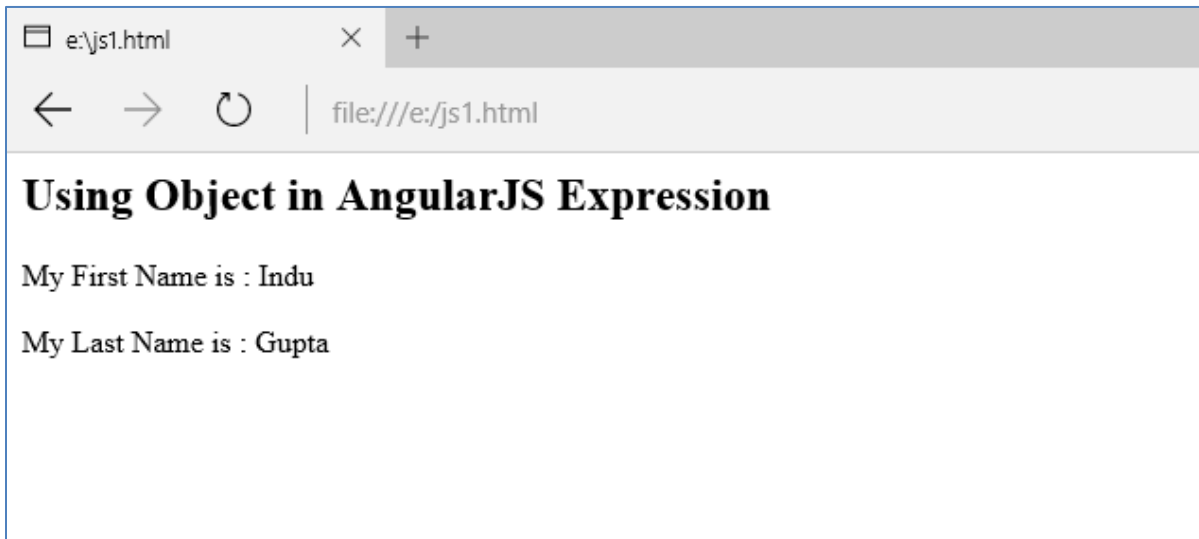 e:\js1.html
file:///e:/js1.html
Using Object in AngularJS Expression
My First Name is : Indu
My Last Name is : Gupta